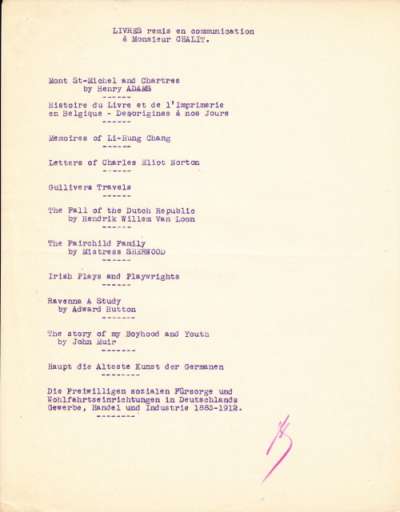 LIVRES remis en communication
à Monsieur CHALIT.
Mont St-Michel and Chartres
by Henry ADAMS
------
Histoire du Livre et de l'Imprimerie
en Belgique - Desorigines à nos Jours
------
Memoires of Li-Hung Chang
------
Letters of Charles Eliot Norton
------
Gullivers Travels
------
The Fall of the Dutch Republic
by Hendrik Willem Van Loon
------
The Fairchild Family
by Mistress SHERWOOD
------
Irish Plays and Playwrights
------
Ravenne A Study
by Adward Hutton
-------
The story of my Boyhood and Youth
by John Muir
-------
Haupt die Alteste Kunst der Germanen
--------
Die Freiwilligen sozialen Fürsorge und
Wohlfahrtseinrichtungen in Deutschlands
Gewerbe, Handel und Industrie 1883-1912.
--------